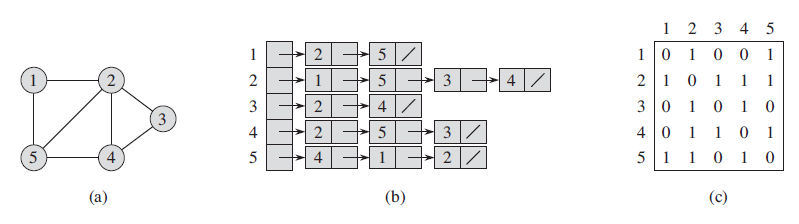 1 2 3 4 5
1 2 5 / 1 0 1 0 0 1
1 2 2 1 5 3 4 / 2 1 0 1 1 1
3 3 2 4 / 3 0 1 0 1 0
4 2 5 3 / 4 0 1 1 0 1
5 4 5 4 1 2 / 5 1 1 0 1 0
(a) (b) (c)